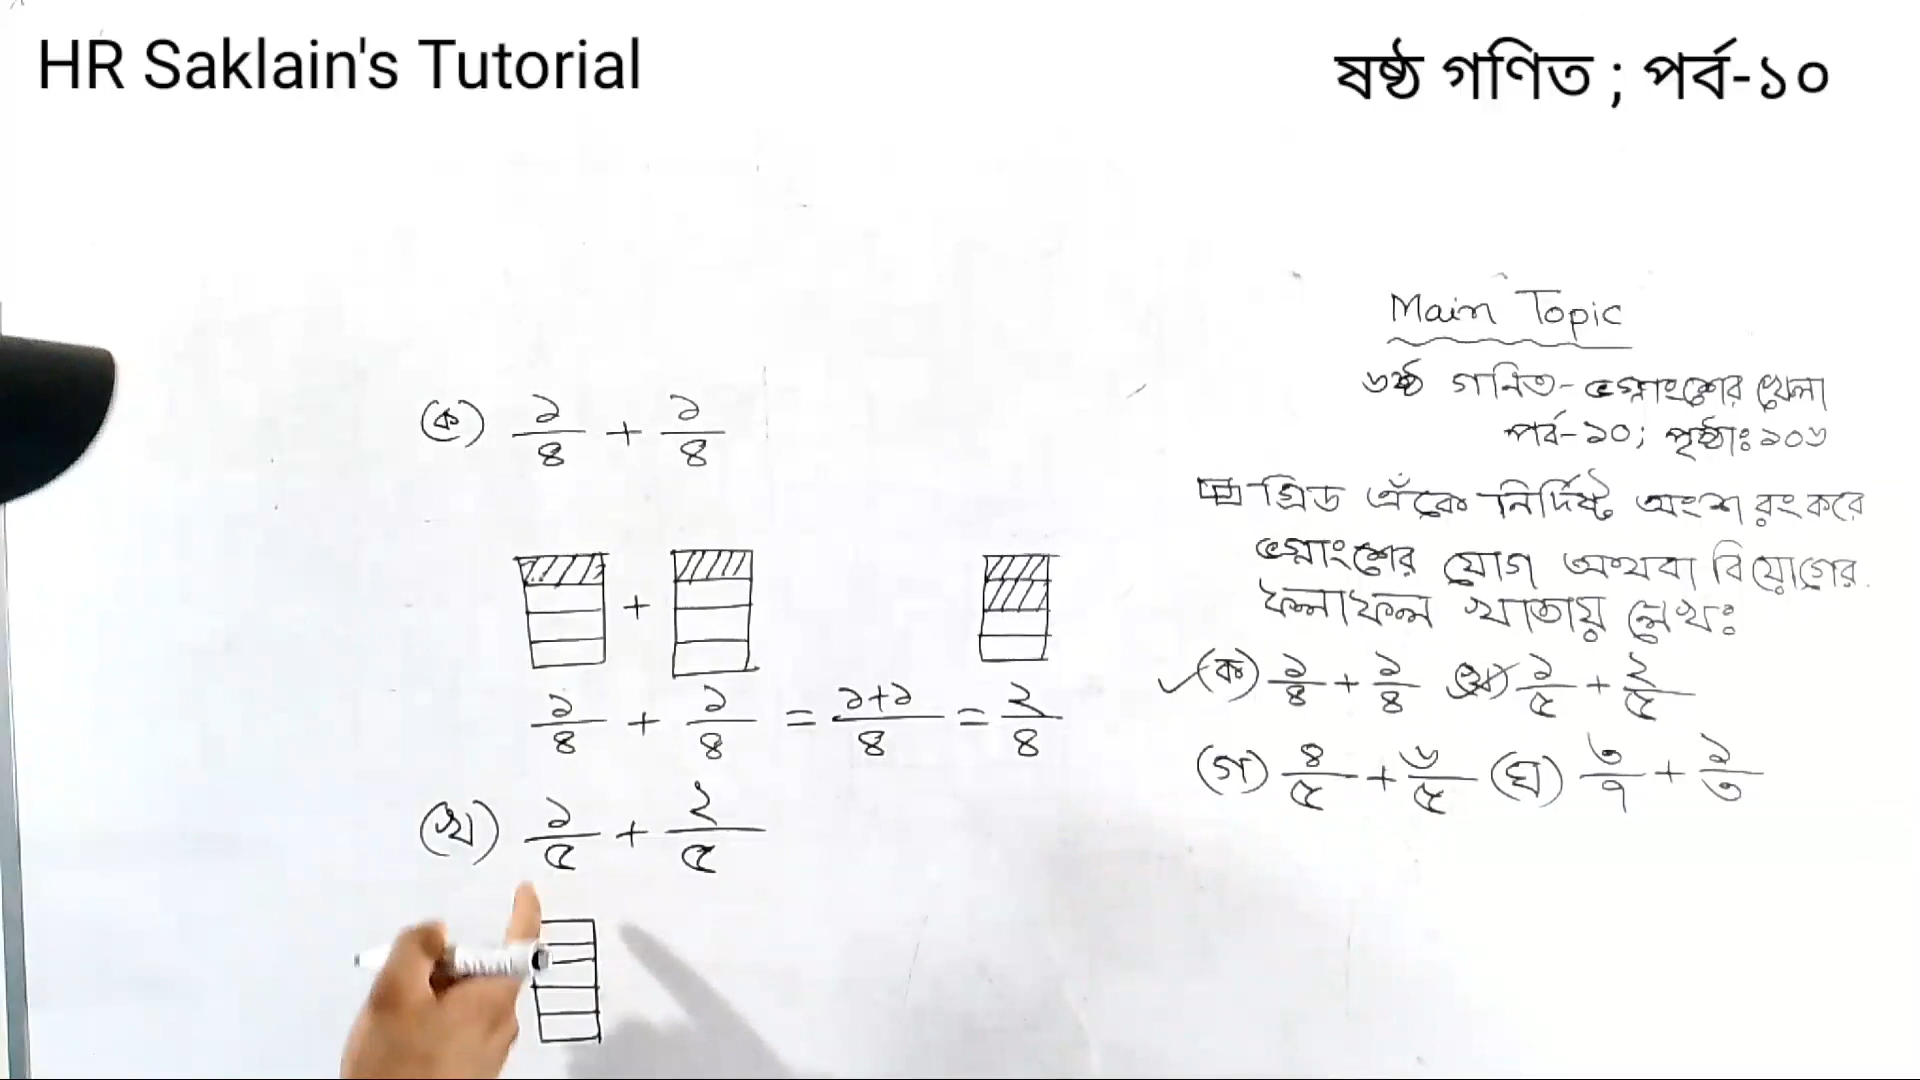 HR Saklain's Tutorial
ষষ্ঠ গণিত ; পর্ব-১০
Main Topic
৬ষ্ঠ গনিত- ভগ্নাংশের খেলা
পর্ব-১০; পৃষ্ঠাঃ১০৬
গ্রিড এঁকে নির্দিষ্ট অংশ রং করে
ভগ্নাংশের যোগ অথবা বিয়োগের
ফলাফল খাতায় লেখঃ
(ক) ১/৪ + ১/৪ (খ) ১/৫ + ২/৫
(গ) ৪/৫ + ৬/৫ (ঘ) ৩/৭ + ১/৩
(ক) ১/৪ + ১/৪
+
১/৪ + ১/৪ = ১+১/৪ = ২/৪
(খ) ১/৫ + ২/৫